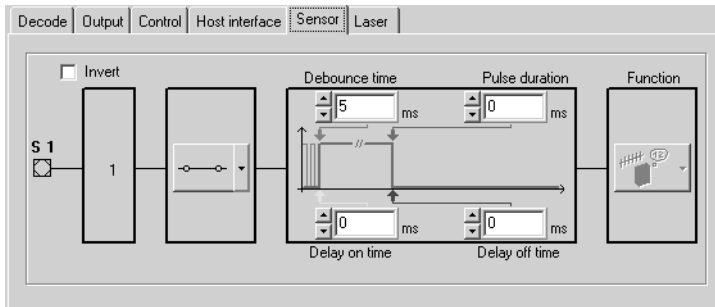 Decode Output Control Host interface Sensor Laser
Invert
Debounce time Pulse duration Function
5 ms 0 ms
S 1
1
12
0 ms 0 ms
Delay on time Delay off time